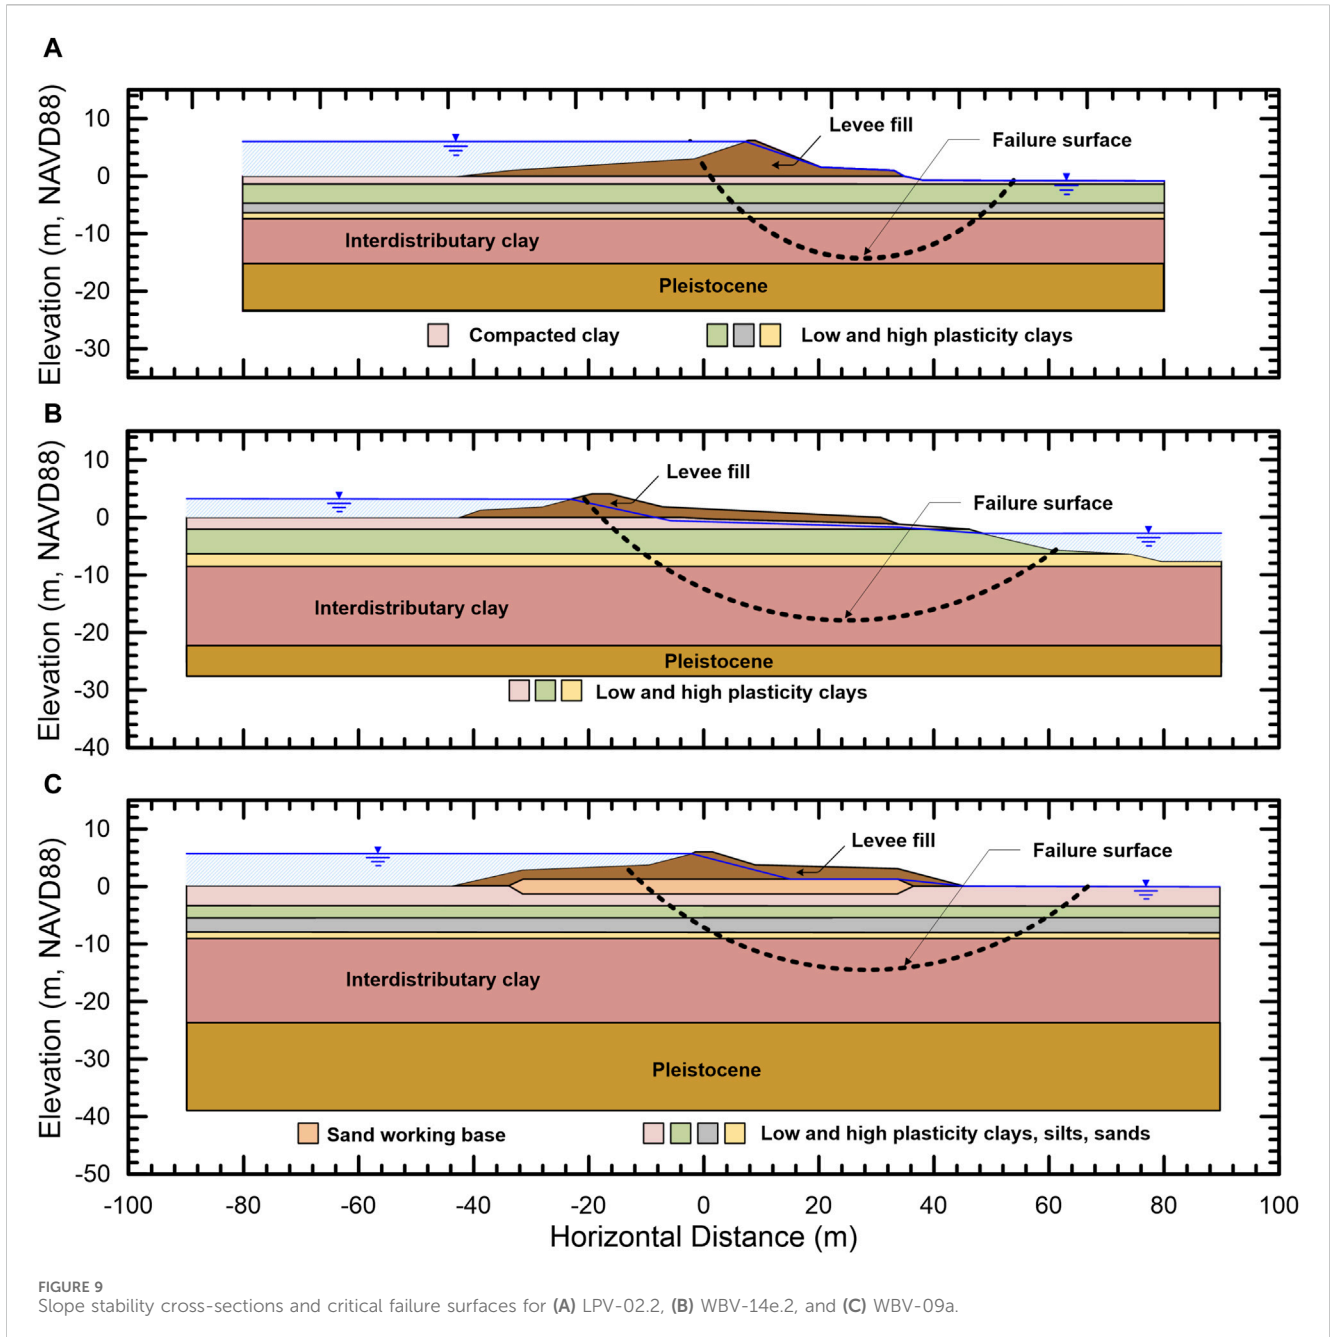 A
Elevation (m, NAVD88)
10
0
-10
-20
-30
Levee fill
Failure surface
Interdistributary clay
Pleistocene
Compacted clay
Low and high plasticity clays
B
Elevation (m, NAVD88)
10
0
-10
-20
-30
-40
Levee fill
Failure surface
Interdistributary clay
Pleistocene
Low and high plasticity clays
C
Elevation (m, NAVD88)
10
0
-10
-20
-30
-40
-50
Levee fill
Failure surface
Interdistributary clay
Pleistocene
Sand working base
Low and high plasticity clays, silts, sands
-100 -80 -60 -40 -20 0 20 40 60 80 100
Horizontal Distance (m)
FIGURE 9
Slope stability cross-sections and critical failure surfaces for (A) LPV-02.2, (B) WBV-14e.2, and (C) WBV-09a.